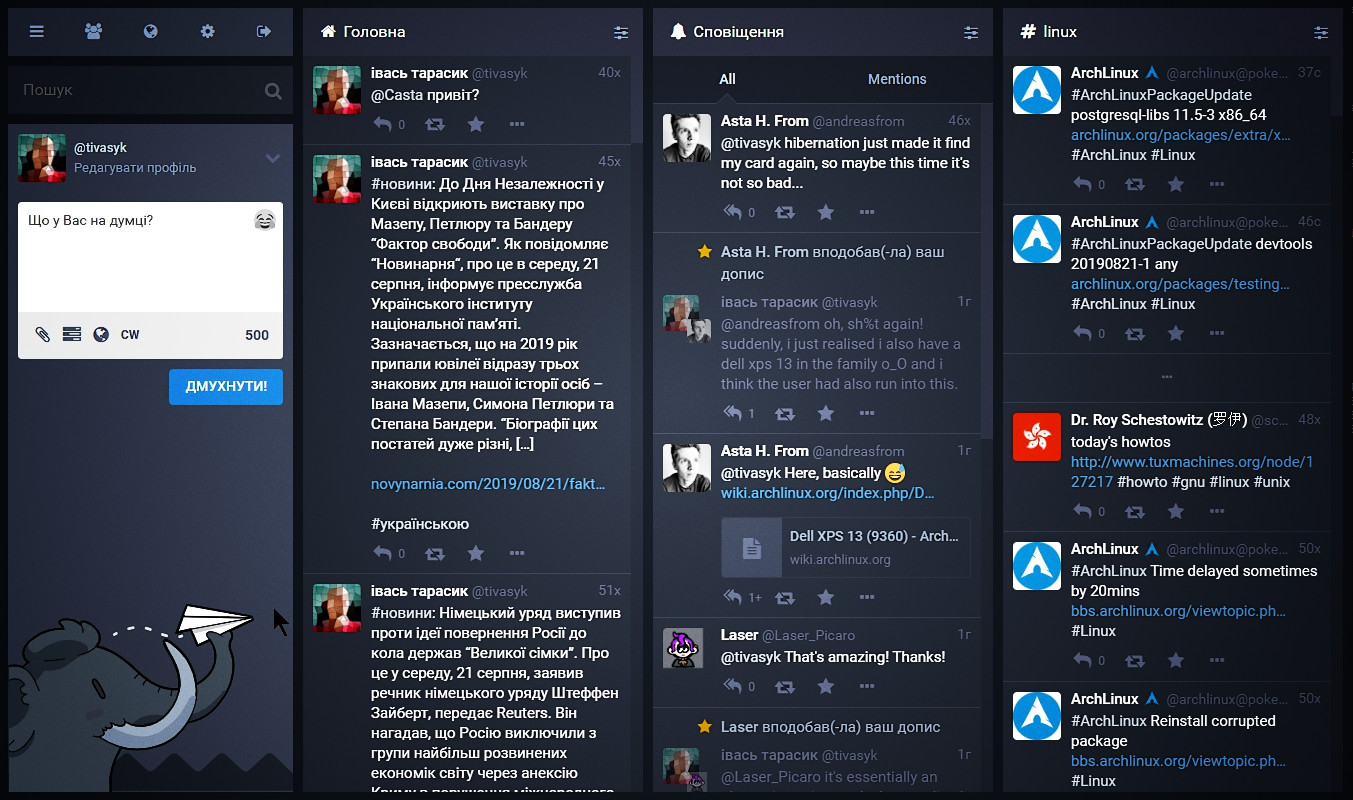 Пошук
@tivasyk
Редагувати профіль
Що у Вас на думці?
CW
500
ДМУХНУТИ!
Головна
івась тарасик @tivasyk 40х
@Casta привіт?
0
івась тарасик @tivasyk 45х
#новини: До Дня Незалежності у
Києві відкриють виставку про
Мазепу, Петлюру та Бандеру
“Фактор свободи”. Як повідомляє
“Новинарня”, про це в середу, 21
серпня, інформує пресслужба
Українського інституту
національної пам’яті.
Зазначається, що на 2019 рік
припали ювілеї відразу трьох
знакових для нашої історії осіб –
Івана Мазепи, Симона Петлюри та
Степана Бандери. “Біографії цих
постатей дуже різні, […]
novynarnia.com/2019/08/21/fakt…
#українською
0
івась тарасик @tivasyk 51х
#новини: Німецький уряд виступив
проти ідеї повернення Росії до
кола держав “Великої сімки”. Про
це у середу, 21 серпня, заявив
речник німецького уряду Штеффен
Зайберт, передає Reuters. Він
нагадав, що Росію виключили з
групи найбільш розвинених
економік світу через анексію
Криму в порушення міжнародного
Сповіщення
All Mentions
Asta H. From @andreasfrom 46х
@tivasyk hibernation just made it find
my card again, so maybe this time it's
not so bad...
0
Asta H. From вподобав(-ла) ваш
допис
івась тарасик @tivasyk 1г
@andreasfrom oh, sh%t again!
suddenly, i just realised i also have a
dell xps 13 in the family o_O and i
think the user had also run into this.
1
Asta H. From @andreasfrom 1г
@tivasyk Here, basically 😅
wiki.archlinux.org/index.php/D…
Dell XPS 13 (9360) - Arch…
wiki.archlinux.org
1+
Laser @Laser_Picaro 1г
@tivasyk That's amazing! Thanks!
0
Laser вподобав(-ла) ваш допис
івась тарасик @tivasyk 1г
@Laser_Picaro it's essentially an
# linux
ArchLinux @archlinux@poke… 37с
#ArchLinuxPackageUpdate
postgresql-libs 11.5-3 x86_64
archlinux.org/packages/extra/x…
#ArchLinux #Linux
0
ArchLinux @archlinux@poke… 46с
#ArchLinuxPackageUpdate devtools
20190821-1 any
archlinux.org/packages/testing…
#ArchLinux #Linux
0
Dr. Roy Schestowitz (罗伊) @sc… 48х
today's howtos
http://www.tuxmachines.org/node/1
27217 #howto #gnu #linux #unix
0
ArchLinux @archlinux@poke… 50х
#ArchLinux Time delayed sometimes
by 20mins
bbs.archlinux.org/viewtopic.ph…
#Linux
0
ArchLinux @archlinux@poke… 50х
#ArchLinux Reinstall corrupted
package
bbs.archlinux.org/viewtopic.ph…
#Linux